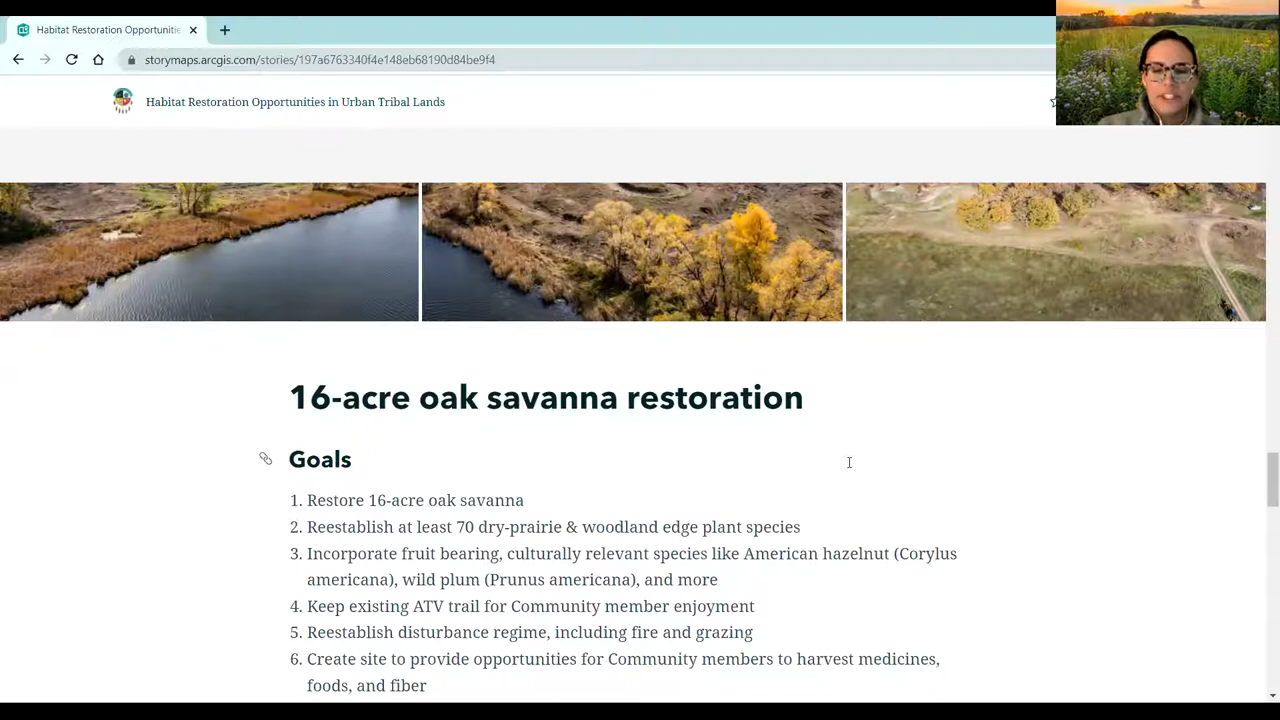 Habitat Restoration Opportunitie
storymaps.arcgis.com/stories/197a6763340f4e148eb68190d84be9f4
Habitat Restoration Opportunities in Urban Tribal Lands
16-acre oak savanna restoration
Goals
1. Restore 16-acre oak savanna
2. Reestablish at least 70 dry-prairie & woodland edge plant species
3. Incorporate fruit bearing, culturally relevant species like American hazelnut (Corylus
americana), wild plum (Prunus americana), and more
4. Keep existing ATV trail for Community member enjoyment
5. Reestablish disturbance regime, including fire and grazing
6. Create site to provide opportunities for Community members to harvest medicines,
foods, and fiber